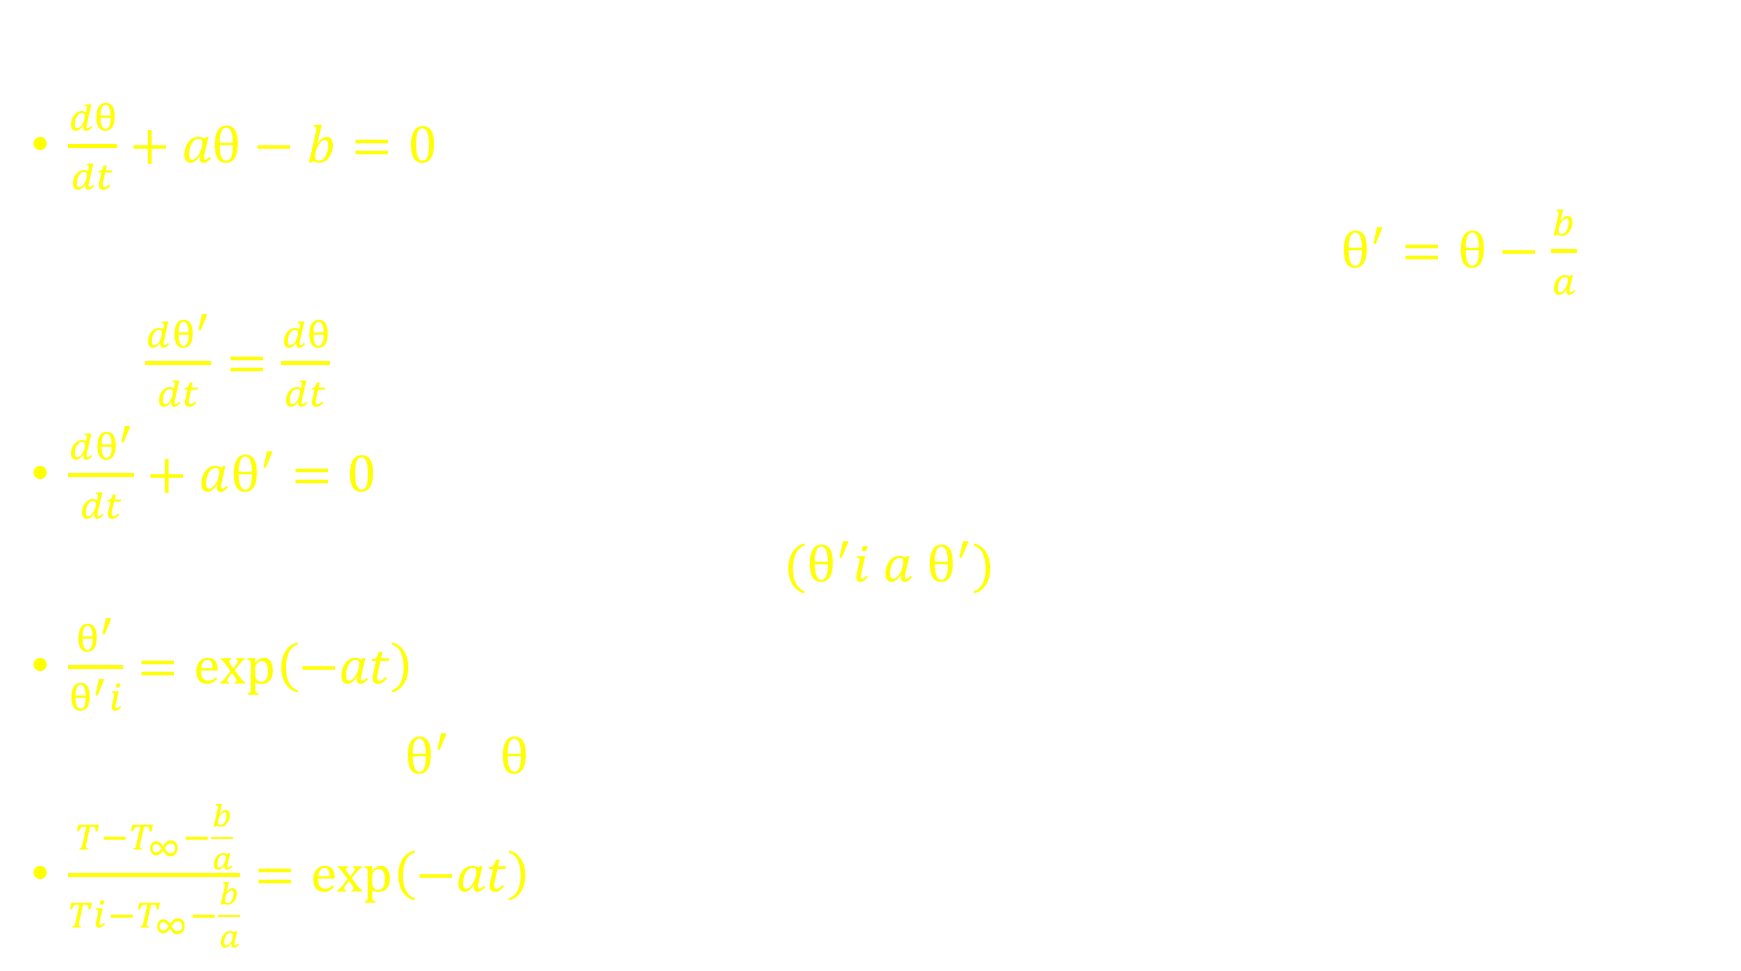 • dθ/dt + aθ − b = 0
θ′ = θ − b/a
dθ′/dt = dθ/dt
• dθ′/dt + aθ′ = 0
(θ′i a θ′)
• θ′/θ′i = exp(−at)
θ′ θ
• (T−T∞−b/a)/(Ti−T∞−b/a) = exp(−at)